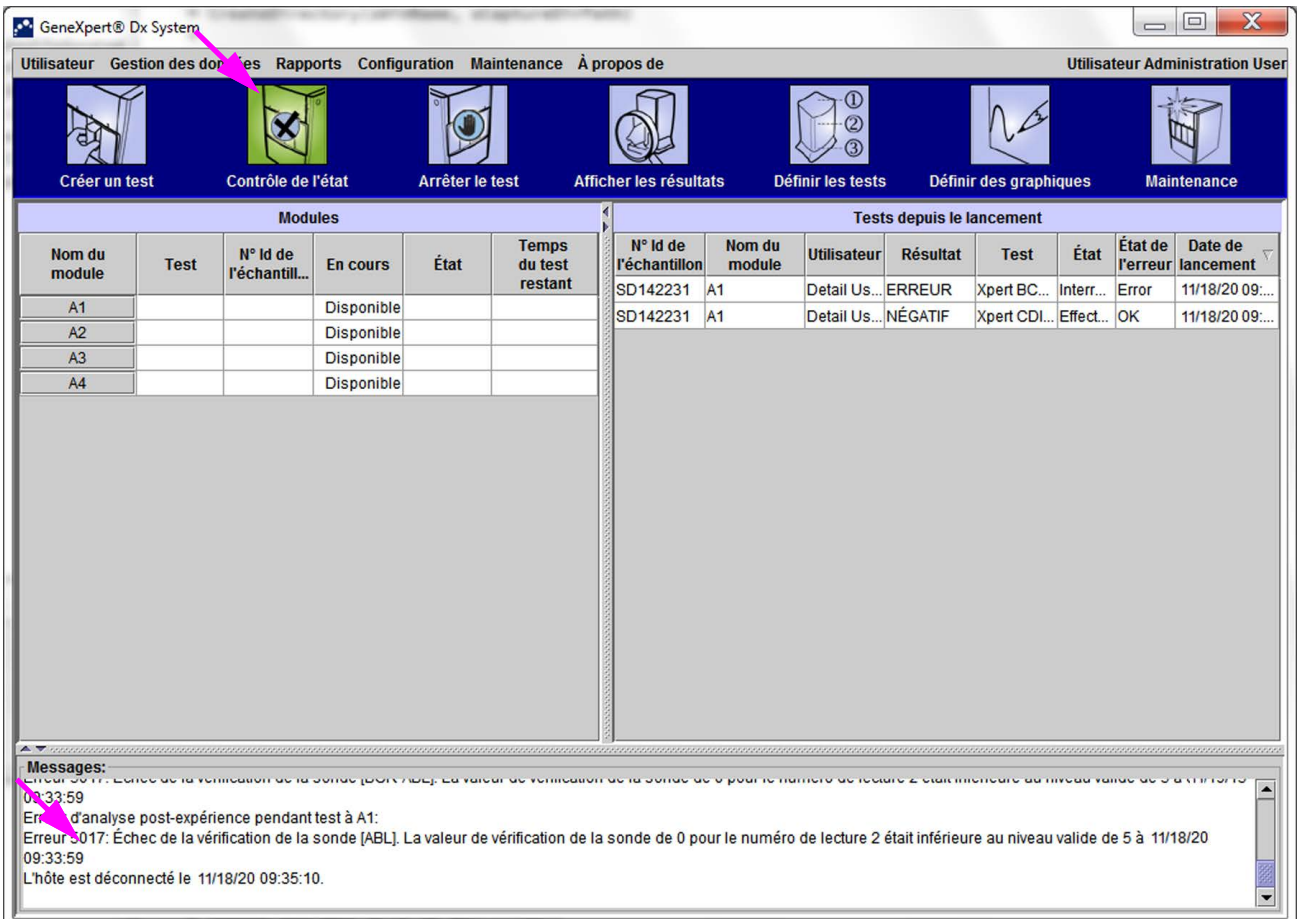 GeneXpert® Dx System
Utilisateur Gestion des données Rapports Configuration Maintenance À propos de Utilisateur Administration User
①
②
③
Créer un test Contrôle de l'état Arrêter le test Afficher les résultats Définir les tests Définir des graphiques Maintenance
Modules
Nom du module Test N° Id de l'échantill... En cours État Temps du test restant
A1 Disponible
A2 Disponible
A3 Disponible
A4 Disponible
Tests depuis le lancement
N° Id de l'échantillon Nom du module Utilisateur Résultat Test État État de l'erreur Date de lancement
SD142231 A1 Detail Us... ERREUR Xpert BC... Interr... Error 11/18/20 09:...
SD142231 A1 Detail Us... NÉGATIF Xpert CDI... Effect... OK 11/18/20 09:...
Messages:
09:33:59
Erreur d'analyse post-expérience pendant test à A1:
Erreur 5017: Échec de la vérification de la sonde [ABL]. La valeur de vérification de la sonde de 0 pour le numéro de lecture 2 était inférieure au niveau valide de 5 à 11/18/20
09:33:59
L'hôte est déconnecté le 11/18/20 09:35:10.